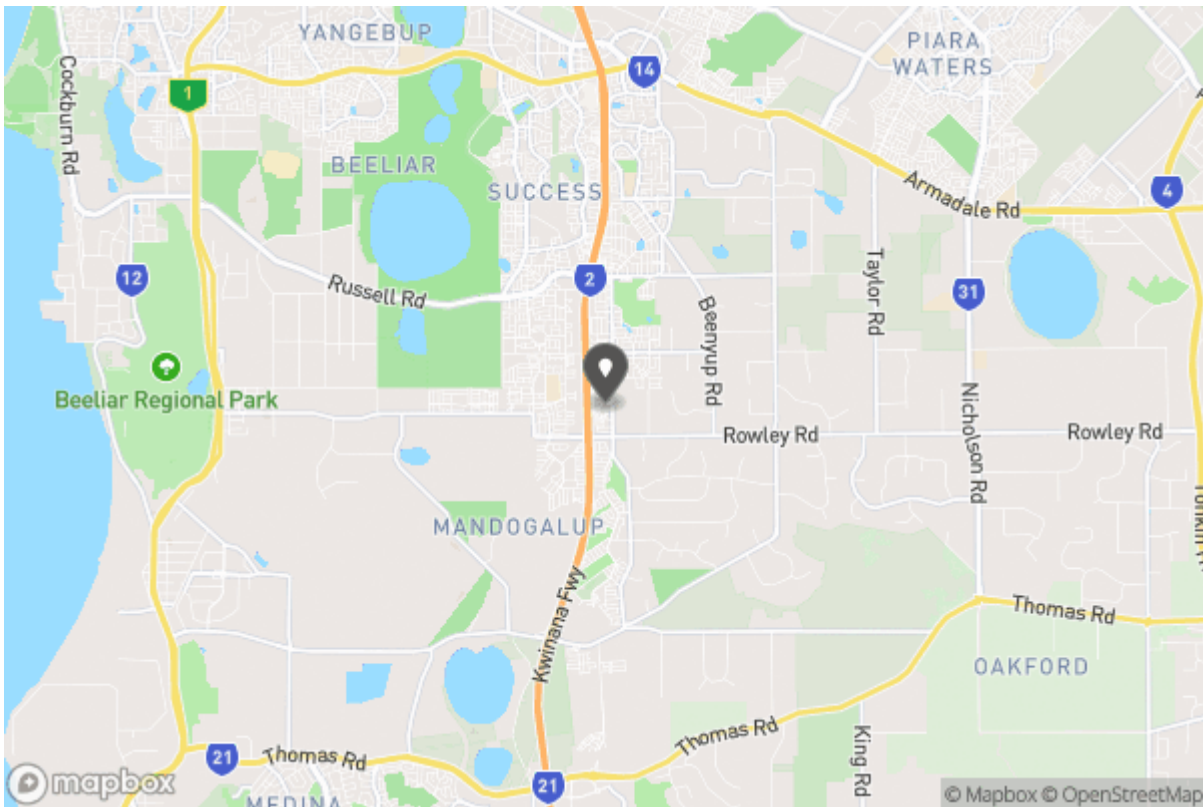 YANGEBUP
PIARA
WATERS
14
1
Cockburn Rd
BEELIAR
SUCCESS
Armadale Rd
4
12
Russell Rd
2
Taylor Rd
31
Beenyup Rd
Beeliar Regional Park
Nicholson Rd
Rowley Rd
Rowley Rd
MANDOGALUP
Kwinana Fwy
Thomas Rd
OAKFORD
Thomas Rd
King Rd
21
Thomas Rd
21
mapbox
MEDINA
© Mapbox © OpenStreetMap